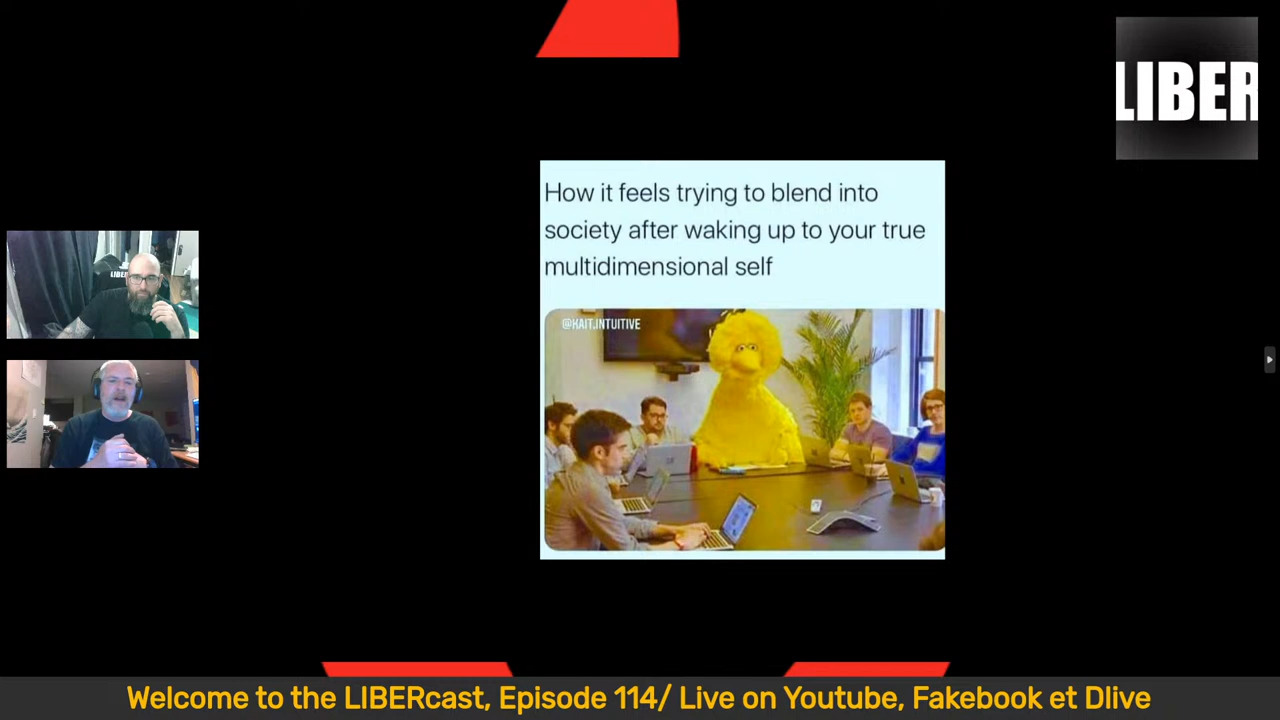 LIBER
How it feels trying to blend into
society after waking up to your true
multidimensional self
@KAIT.INTUITIVE
LIBER
Welcome to the LIBERcast, Episode 114/ Live on Youtube, Fakebook et Dlive